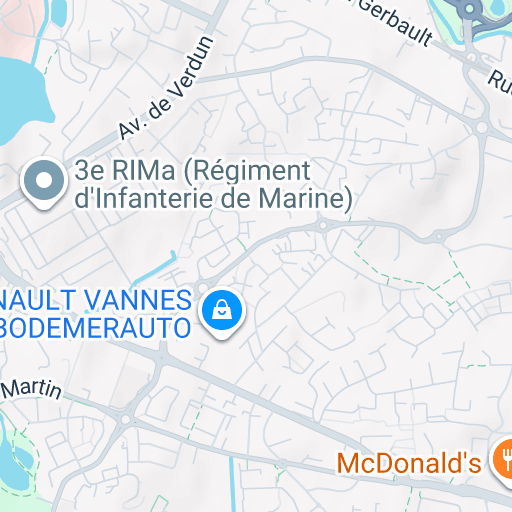 Gerbault
Ru
Av. de Verdun
3e RIMa (Régiment
d'Infanterie de Marine)
NAULT VANNES
BODEMERAUTO
Martin
McDonald's